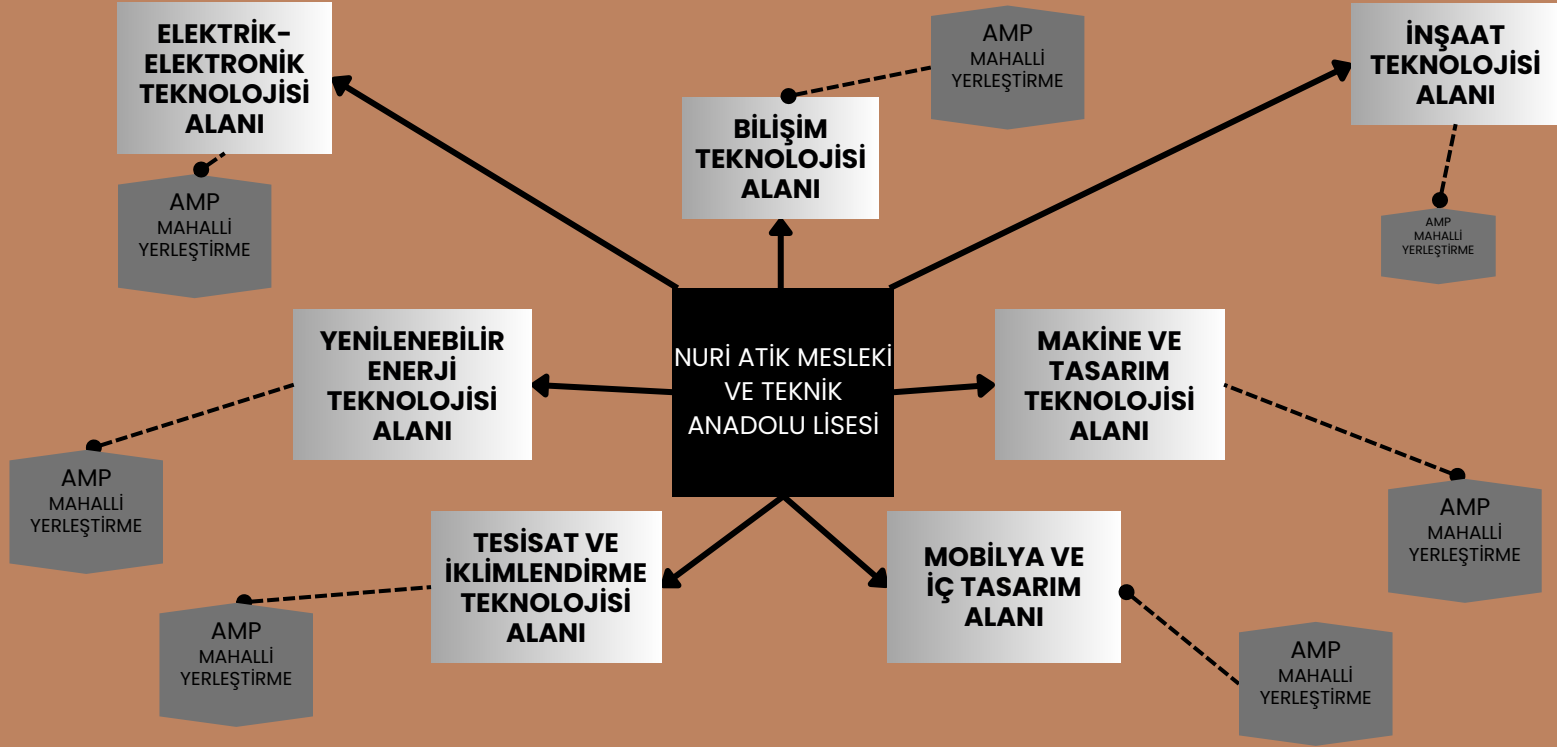 ELEKTRİK-
ELEKTRONİK
TEKNOLOJİSİ
ALANI
AMP
MAHALLİ
YERLEŞTİRME
BİLİŞİM
TEKNOLOJİSİ
ALANI
AMP
MAHALLİ
YERLEŞTİRME
İNŞAAT
TEKNOLOJİSİ
ALANI
AMP
MAHALLİ
YERLEŞTİRME
NURİ ATİK MESLEKİ
VE TEKNİK
ANADOLU LİSESİ
YENİLENEBİLİR
ENERJİ
TEKNOLOJİSİ
ALANI
AMP
MAHALLİ
YERLEŞTİRME
MAKİNE VE
TASARIM
TEKNOLOJİSİ
ALANI
AMP
MAHALLİ
YERLEŞTİRME
TESİSAT VE
İKLİMLENDİRME
TEKNOLOJİSİ
ALANI
AMP
MAHALLİ
YERLEŞTİRME
MOBİLYA VE
İÇ TASARIM
ALANI
AMP
MAHALLİ
YERLEŞTİRME